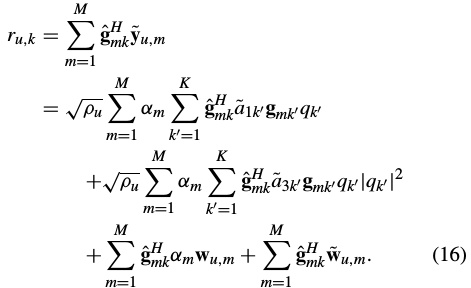 r_{u,k} = \sum_{m=1}^{M} \hat{\mathbf{g}}_{mk}^{H} \tilde{\mathbf{y}}_{u,m}
= \sqrt{\rho_u} \sum_{m=1}^{M} \alpha_m \sum_{k'=1}^{K} \hat{\mathbf{g}}_{mk}^{H} \tilde{a}_{1k'} \mathbf{g}_{mk'} q_{k'}
+ \sqrt{\rho_u} \sum_{m=1}^{M} \alpha_m \sum_{k'=1}^{K} \hat{\mathbf{g}}_{mk}^{H} \tilde{a}_{3k'} \mathbf{g}_{mk'} q_{k'} |q_{k'}|^2
+ \sum_{m=1}^{M} \hat{\mathbf{g}}_{mk}^{H} \alpha_m \mathbf{w}_{u,m} + \sum_{m=1}^{M} \hat{\mathbf{g}}_{mk}^{H} \tilde{\mathbf{w}}_{u,m}. (16)